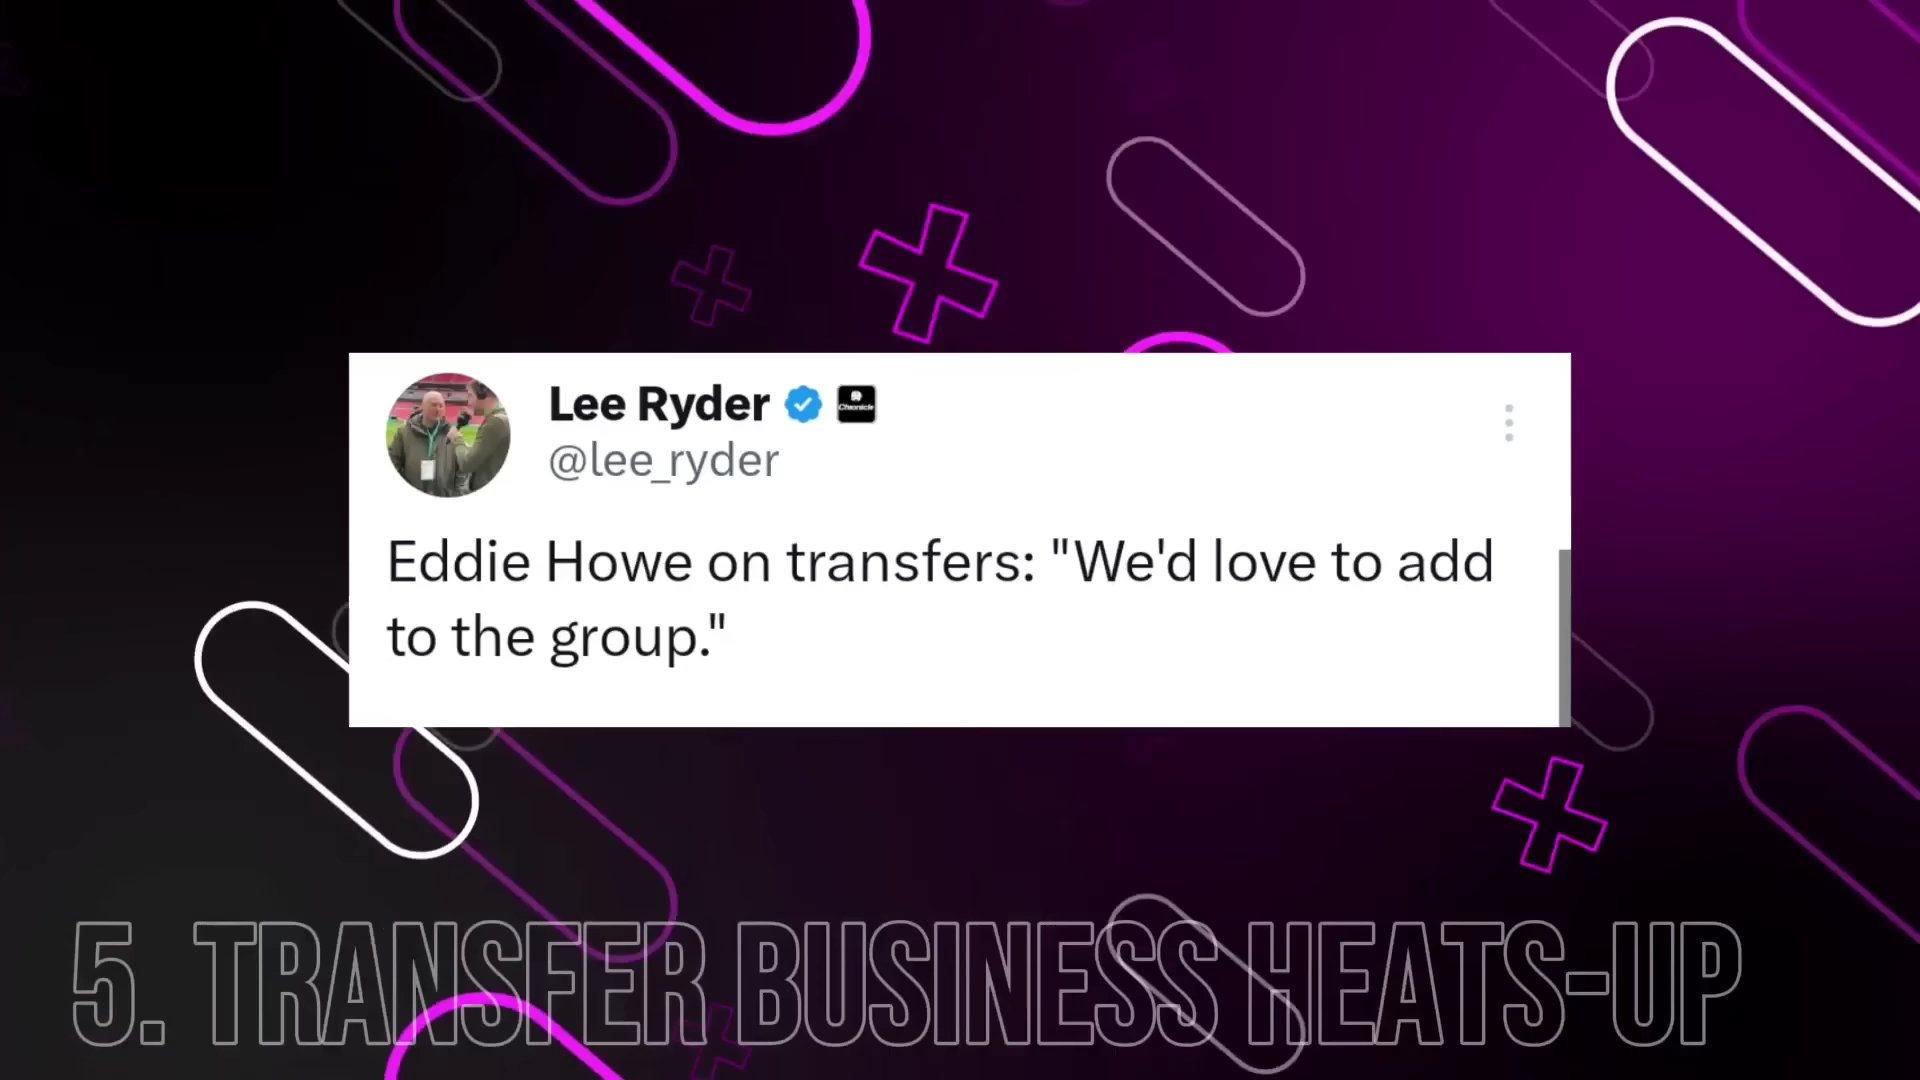 Lee Ryder
Chronicle
@lee_ryder
Eddie Howe on transfers: "We'd love to add
to the group."
5. TRANSFER BUSINESS HEATS-UP